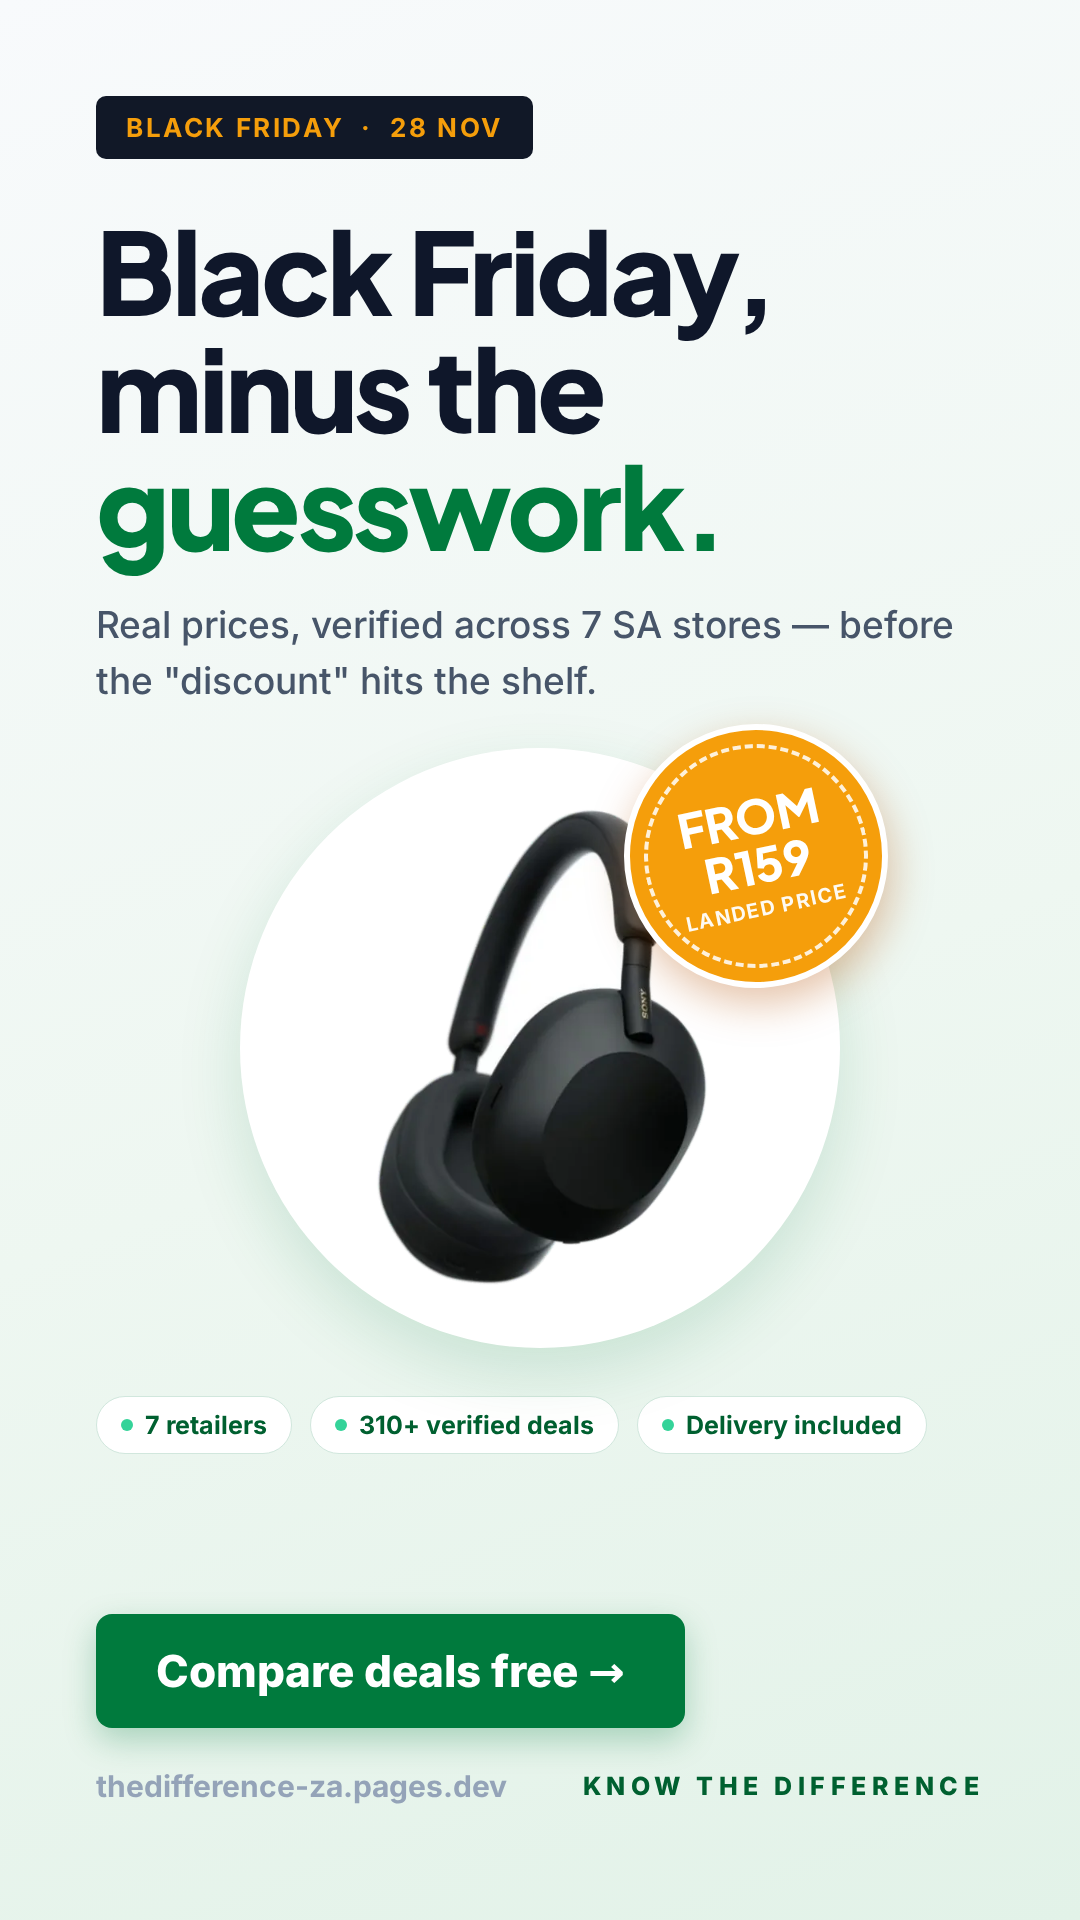 BLACK FRIDAY · 28 NOV
Black Friday,
minus the
guesswork.
Real prices, verified across 7 SA stores — before
the "discount" hits the shelf.
FROM
R159
LANDED PRICE
SONY
7 retailers
310+ verified deals
Delivery included
Compare deals free →
thedifference-za.pages.dev
KNOW THE DIFFERENCE